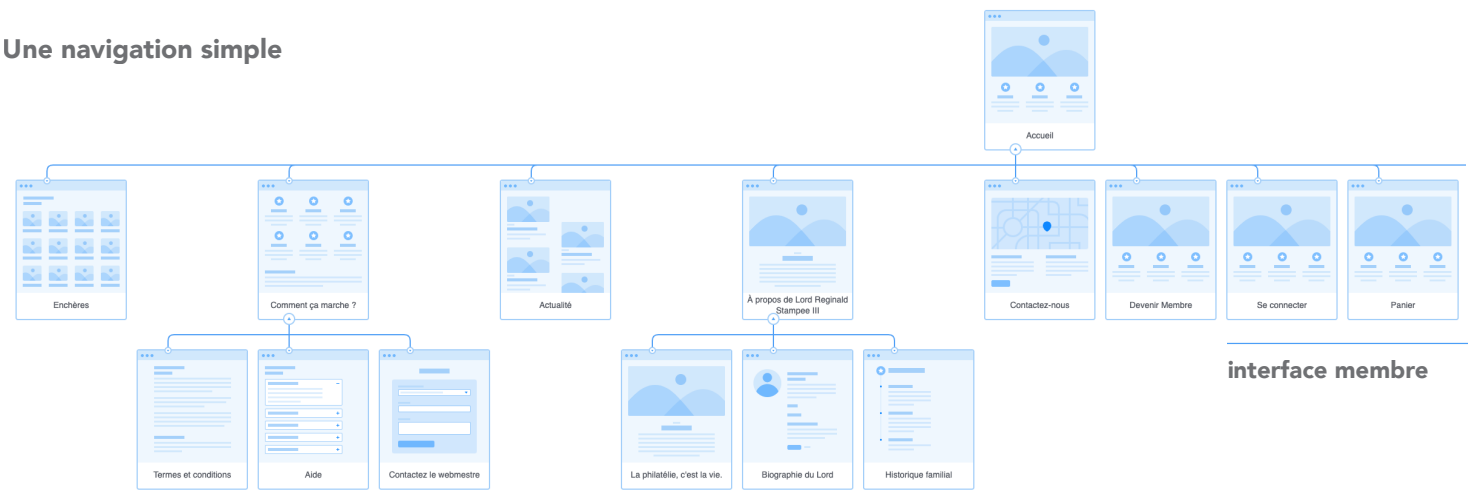 Une navigation simple
Accueil
Enchères
Comment ça marche ?
Actualité
À propos de Lord Reginald
Stampee III
Contactez-nous
Devenir Membre
Se connecter
Panier
interface membre
Termes et conditions
Aide
Contactez le webmestre
La philatélie, c'est la vie.
Biographie du Lord
Historique familial